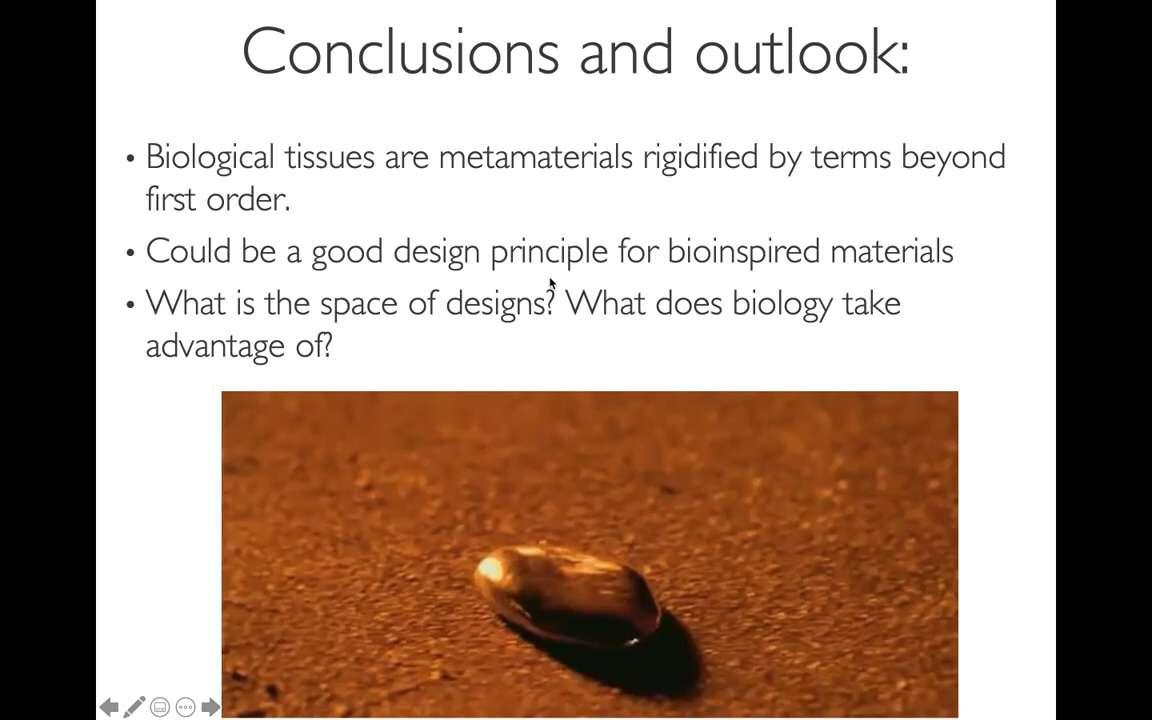 Conclusions and outlook:
• Biological tissues are metamaterials rigidified by terms beyond
first order.
• Could be a good design principle for bioinspired materials
• What is the space of designs? What does biology take
advantage of?